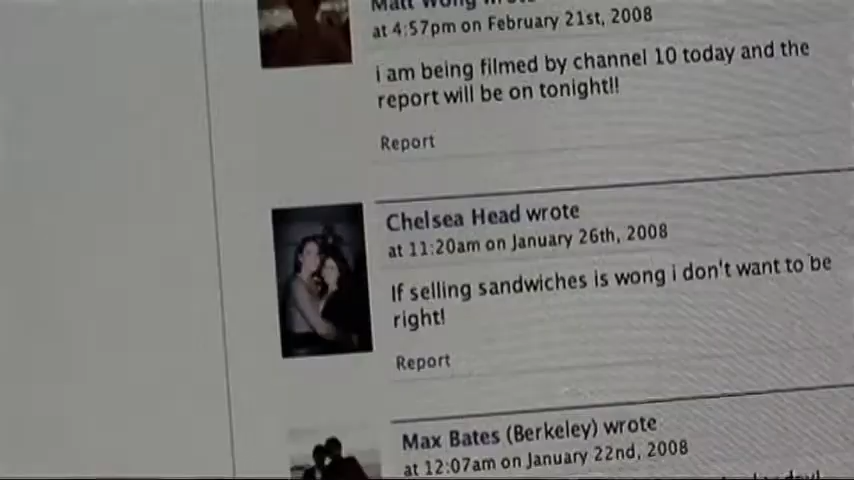 Matt Wong wrote
at 4:57pm on February 21st, 2008
i am being filmed by channel 10 today and the
report will be on tonight!!
Report
Chelsea Head wrote
at 11:20am on January 26th, 2008
If selling sandwiches is wong i don't want to be
right!
Report
Max Bates (Berkeley) wrote
at 12:07am on January 22nd, 2008